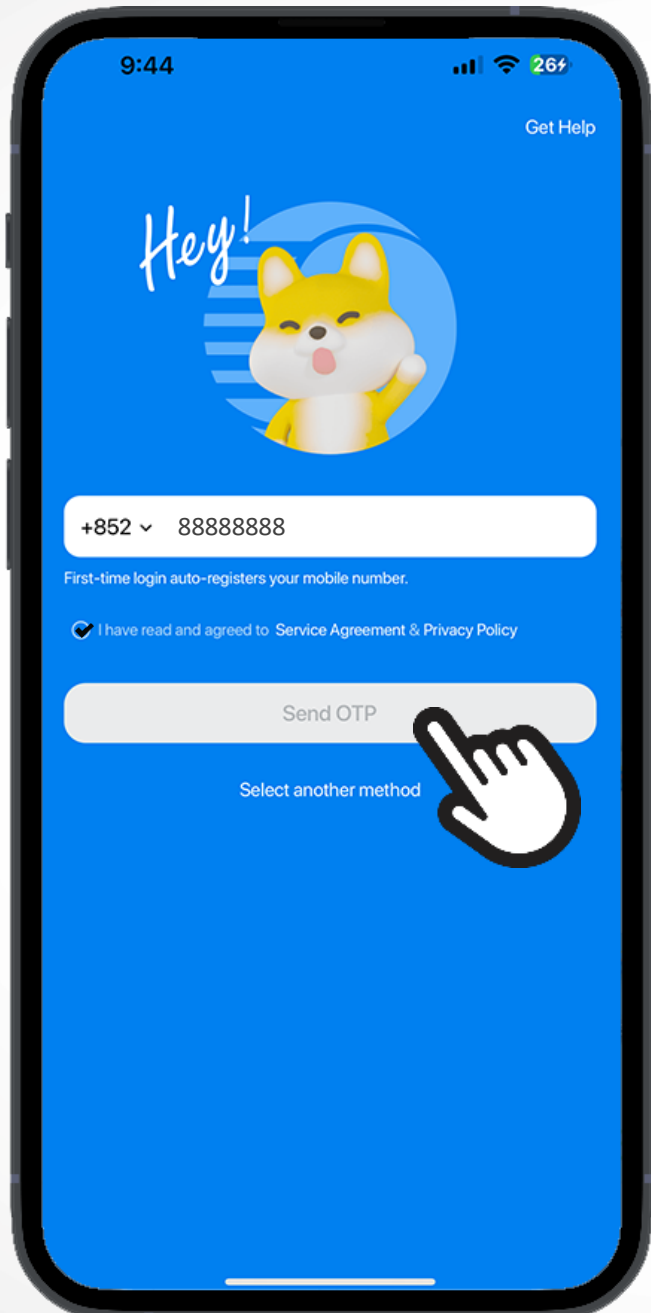 9:44
26
Get Help
Hey!
+852 88888888
First-time login auto-registers your mobile number.
I have read and agreed to Service Agreement & Privacy Policy
Send OTP
Select another method